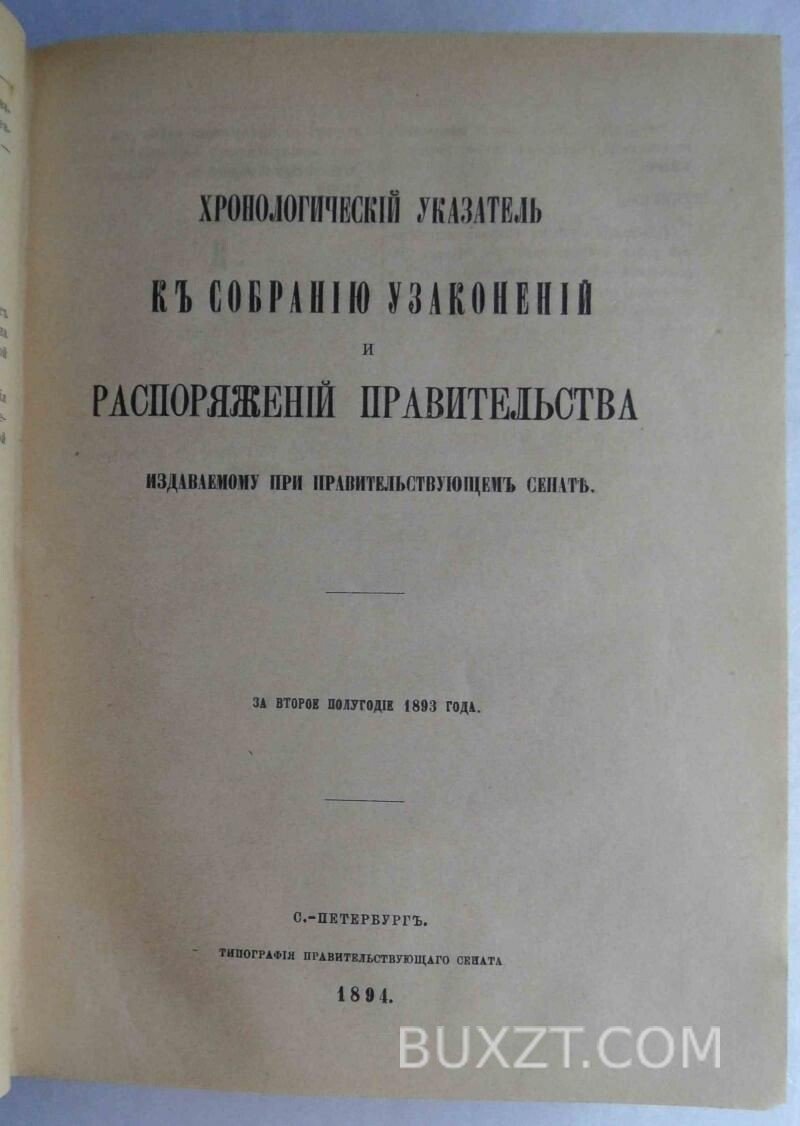 ХРОНОЛОГИЧЕСКІЙ УКАЗАТЕЛЬ
КЪ СОБРАНІЮ УЗАКОНЕНІЙ
И
РАСПОРЯЖЕНІЙ ПРАВИТЕЛЬСТВА
ИЗДАВАЕМОМУ ПРИ ПРАВИТЕЛЬСТВУЮЩЕМЪ СЕНАТѢ.
ЗА ВТОРОЕ ПОЛУГОДІЕ 1893 ГОДА.
С.-ПЕТЕРБУРГЪ.
ТИПОГРАФІЯ ПРАВИТЕЛЬСТВУЮЩАГО СЕНАТА
1894.
BUXZT.COM